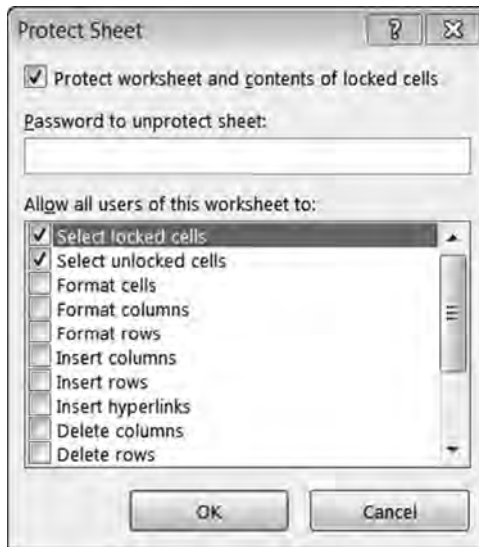 Protect Sheet
Protect worksheet and contents of locked cells
Password to unprotect sheet:
Allow all users of this worksheet to:
Select locked cells
Select unlocked cells
Format cells
Format columns
Format rows
Insert columns
Insert rows
Insert hyperlinks
Delete columns
Delete rows
OK
Cancel